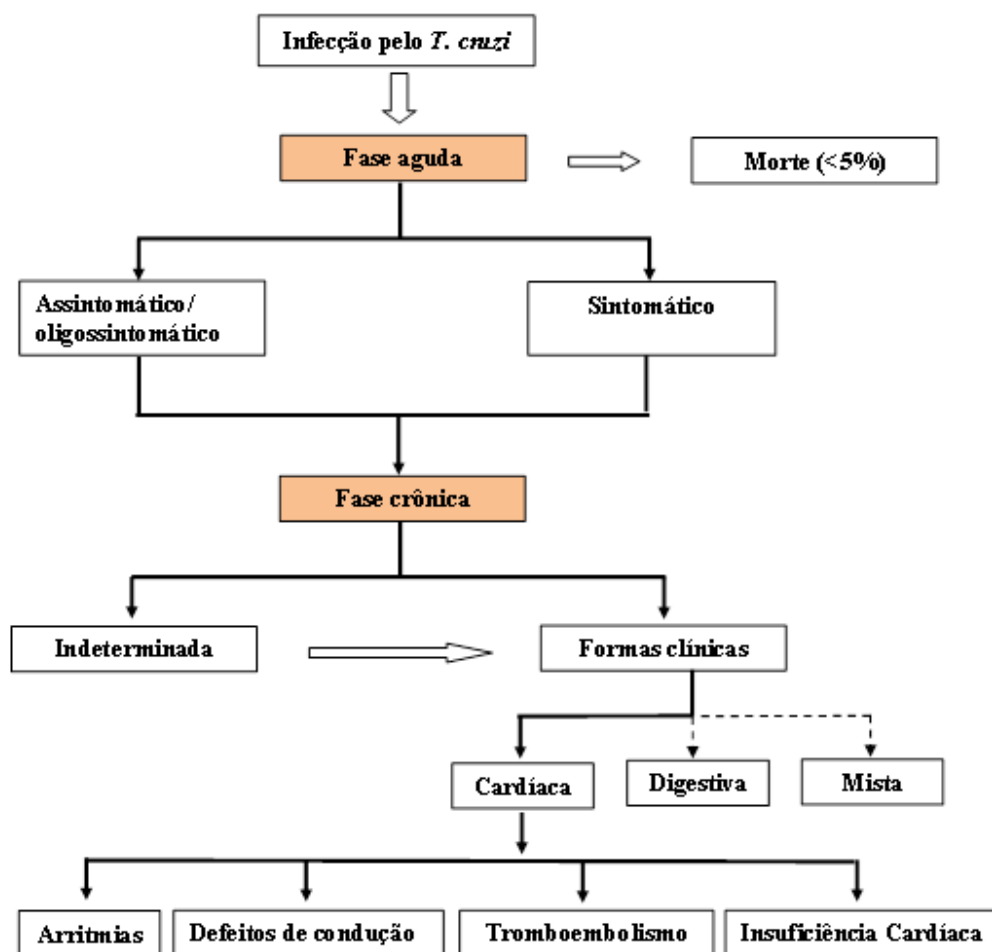 Infecção pelo T. cruzi
Fase aguda
Morte (<5%)
Assintomático/
oligossintomático
Sintomático
Fase crônica
Indeterminada
Formas clínicas
Cardíaca
Digestiva
Mista
Arritmias
Defeitos de condução
Tromboembolismo
Insuficiência Cardíaca